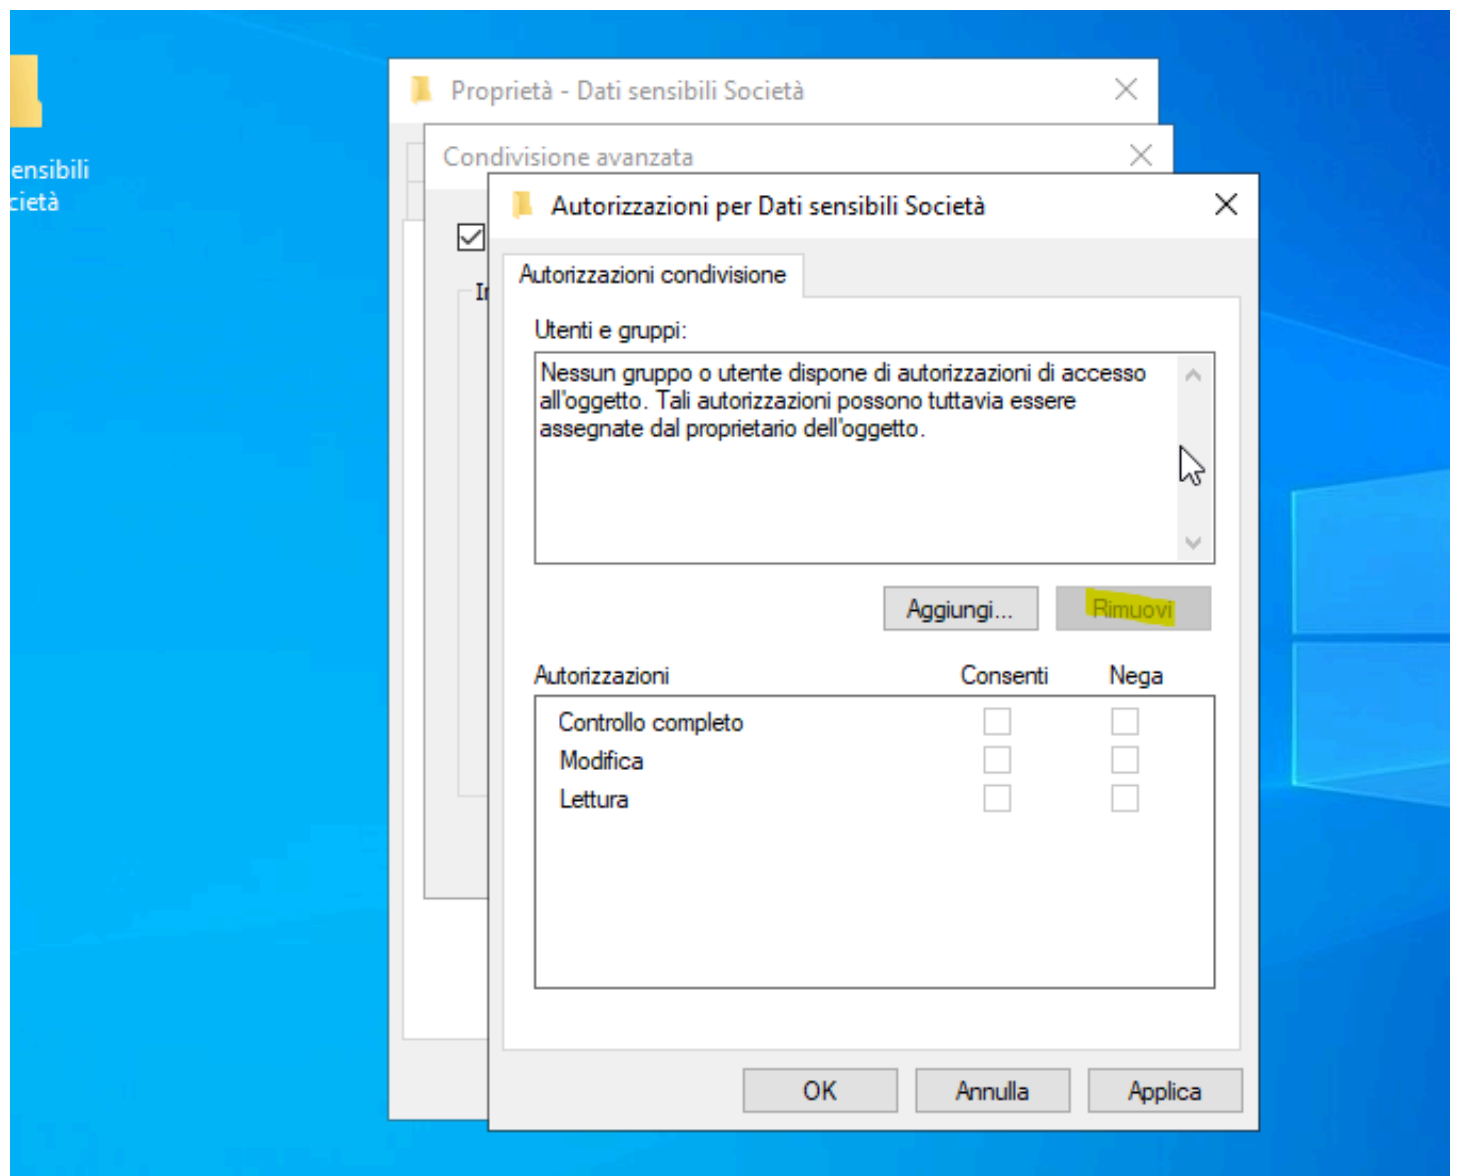 Proprietà - Dati sensibili Società
Condivisione avanzata
ensibili
cietà
Autorizzazioni per Dati sensibili Società
Autorizzazioni condivisione
Utenti e gruppi:
Nessun gruppo o utente dispone di autorizzazioni di accesso
all'oggetto. Tali autorizzazioni possono tuttavia essere
assegnate dal proprietario dell'oggetto.
Aggiungi...
Rimuovi
Autorizzazioni Consenti Nega
Controllo completo
Modifica
Lettura
OK Annulla Applica